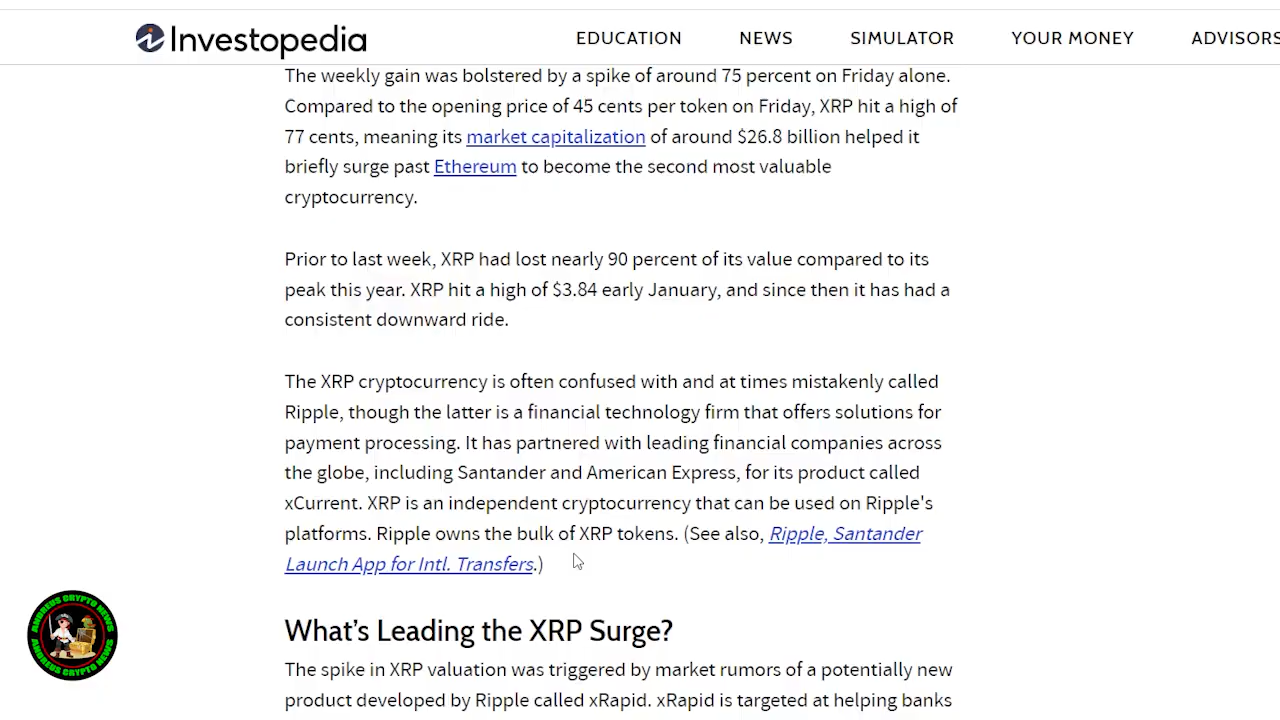 Investopedia
EDUCATION NEWS SIMULATOR YOUR MONEY ADVISORS
The weekly gain was bolstered by a spike of around 75 percent on Friday alone.
Compared to the opening price of 45 cents per token on Friday, XRP hit a high of
77 cents, meaning its market capitalization of around $26.8 billion helped it
briefly surge past Ethereum to become the second most valuable
cryptocurrency.
Prior to last week, XRP had lost nearly 90 percent of its value compared to its
peak this year. XRP hit a high of $3.84 early January, and since then it has had a
consistent downward ride.
The XRP cryptocurrency is often confused with and at times mistakenly called
Ripple, though the latter is a financial technology firm that offers solutions for
payment processing. It has partnered with leading financial companies across
the globe, including Santander and American Express, for its product called
xCurrent. XRP is an independent cryptocurrency that can be used on Ripple's
platforms. Ripple owns the bulk of XRP tokens. (See also, Ripple, Santander
Launch App for Intl. Transfers.)
ANDREUS CRYPTO NEWS
ANDREUS CRYPTO NEWS
What's Leading the XRP Surge?
The spike in XRP valuation was triggered by market rumors of a potentially new
product developed by Ripple called xRapid. xRapid is targeted at helping banks